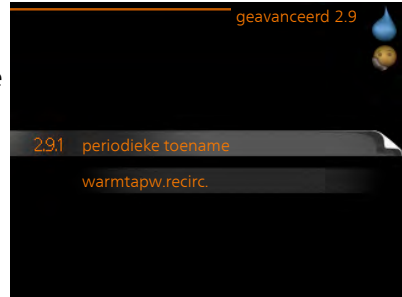 geavanceerd 2.9
2.9.1 periodieke toename
warmtapw.recirc.